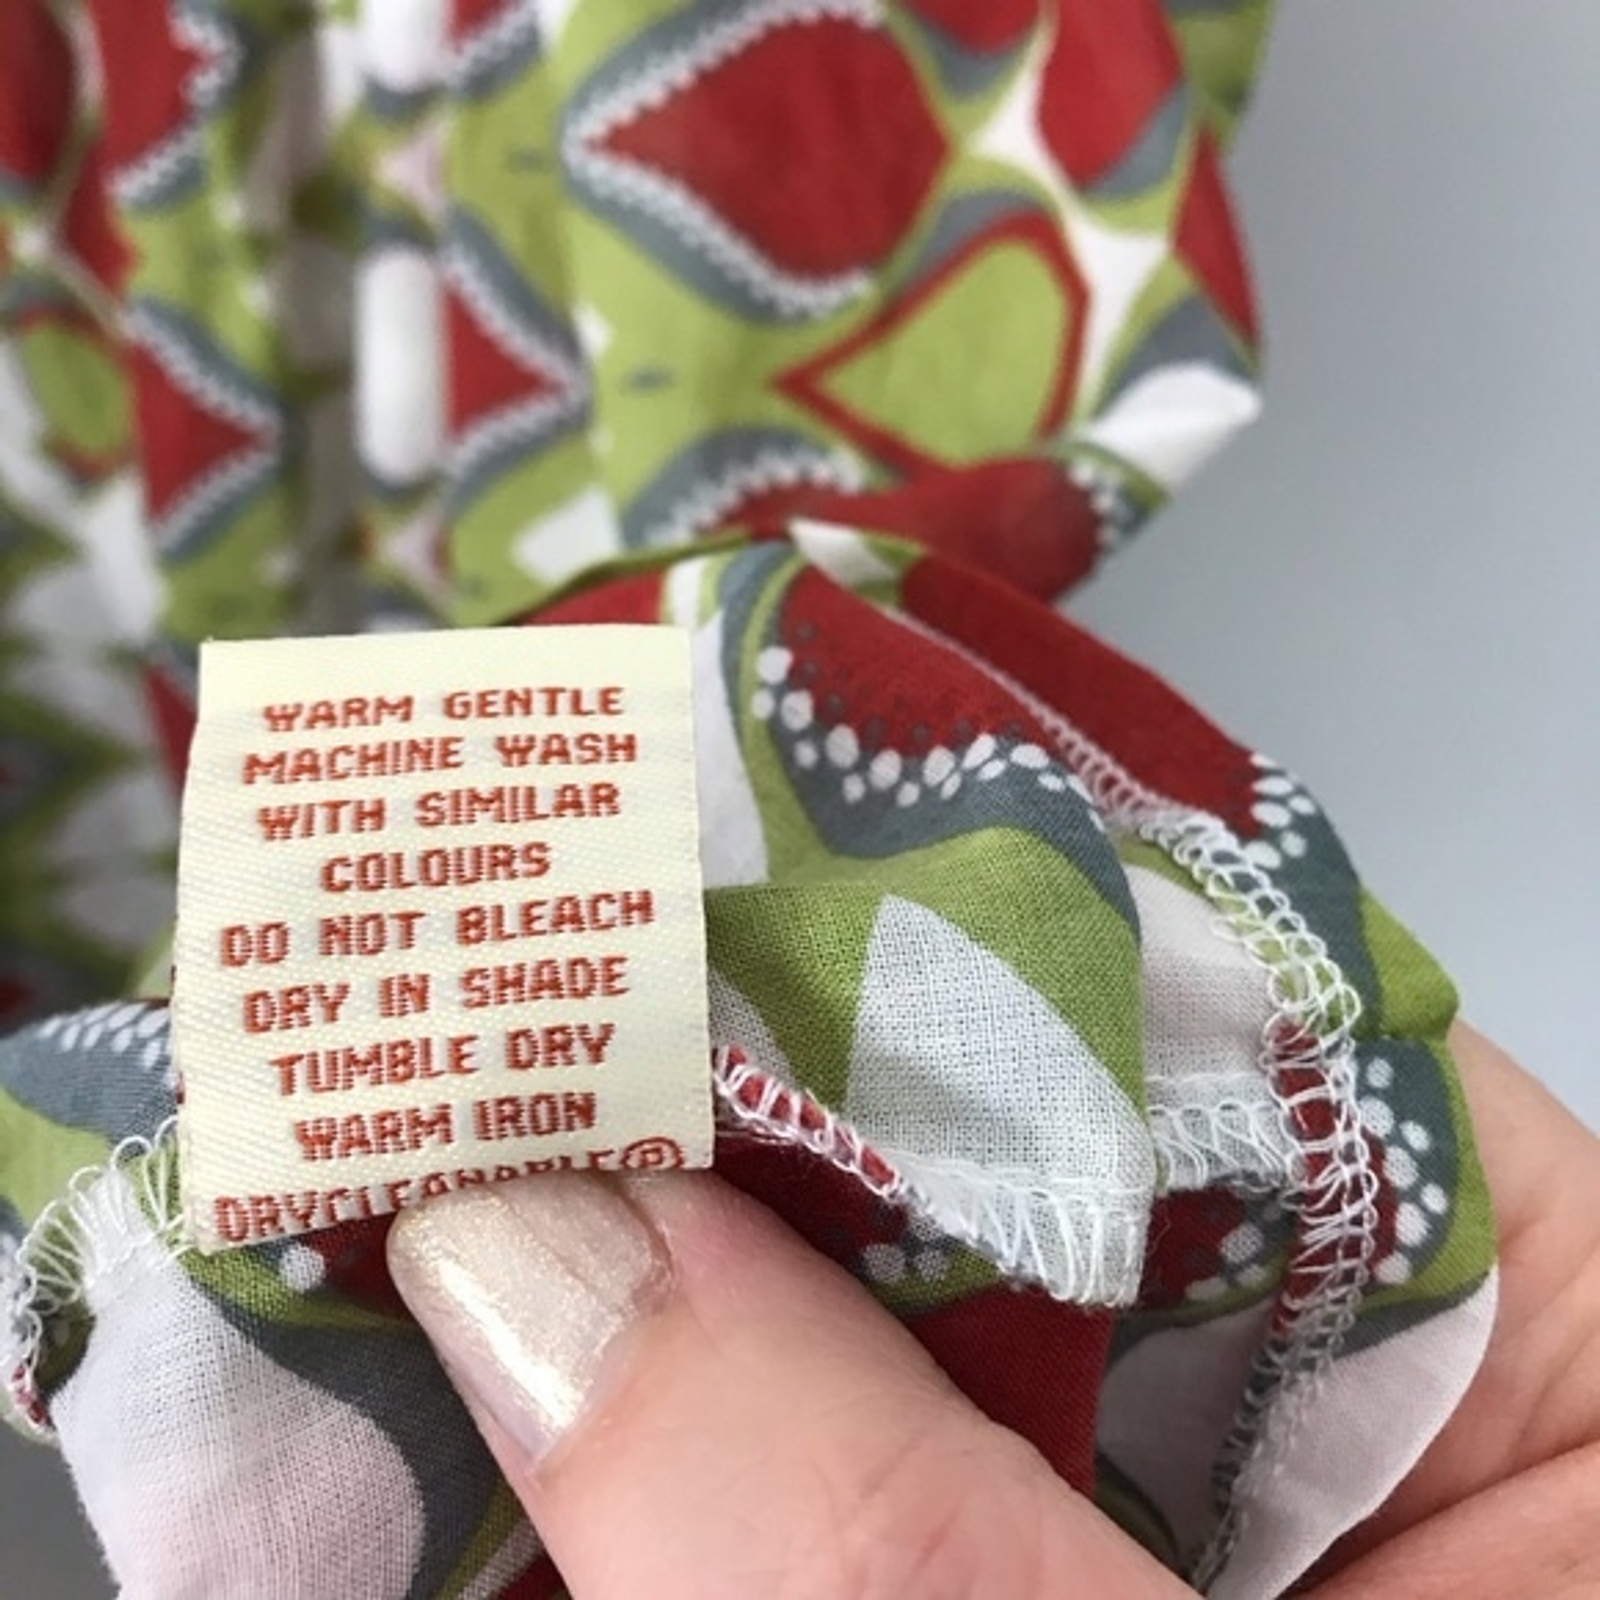 WARM GENTLE
MACHINE WASH
WITH SIMILAR
COLOURS
DO NOT BLEACH
DRY IN SHADE
TUMBLE DRY
WARM IRON
DRYCLEANABLE Ⓟ